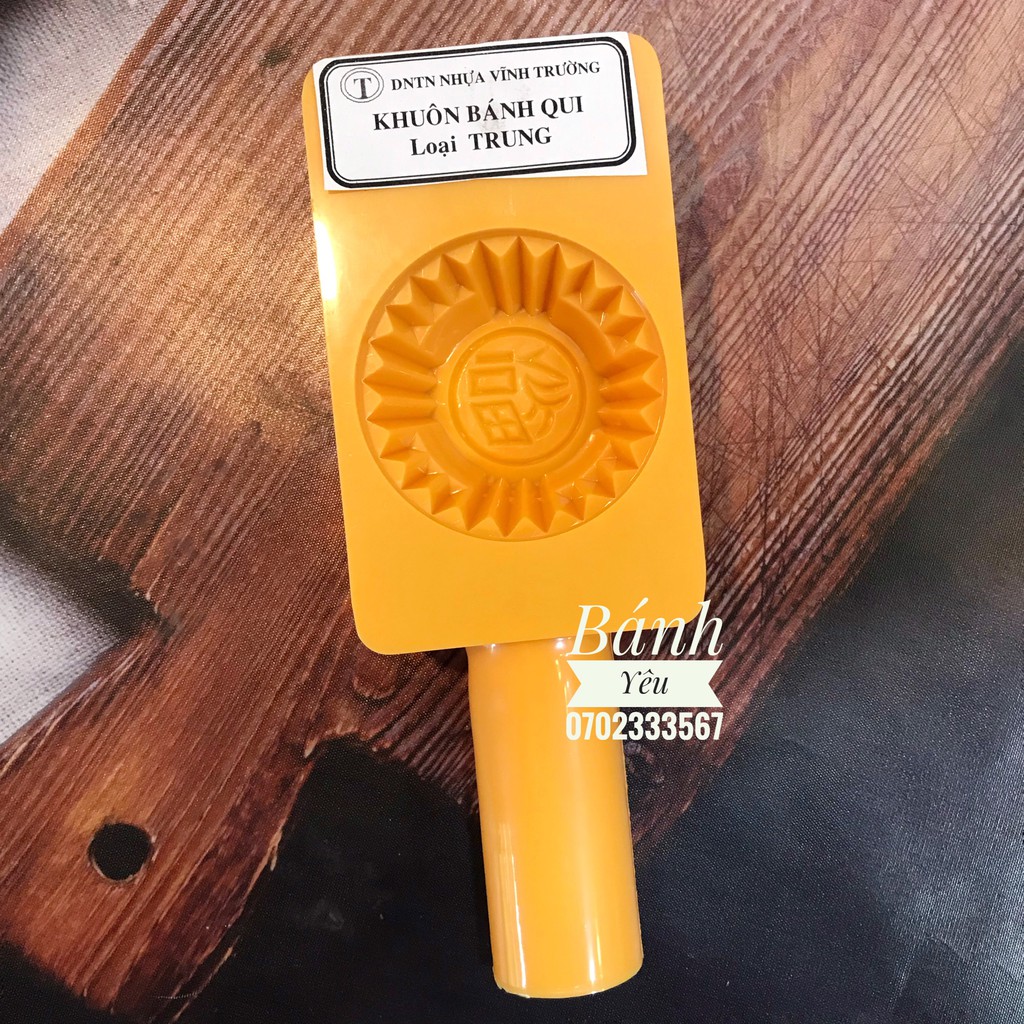 T DNTN NHỰA VĨNH TRƯỜNG
KHUÔN BÁNH QUI
Loại TRUNG
Bánh
Yêu
0702333567